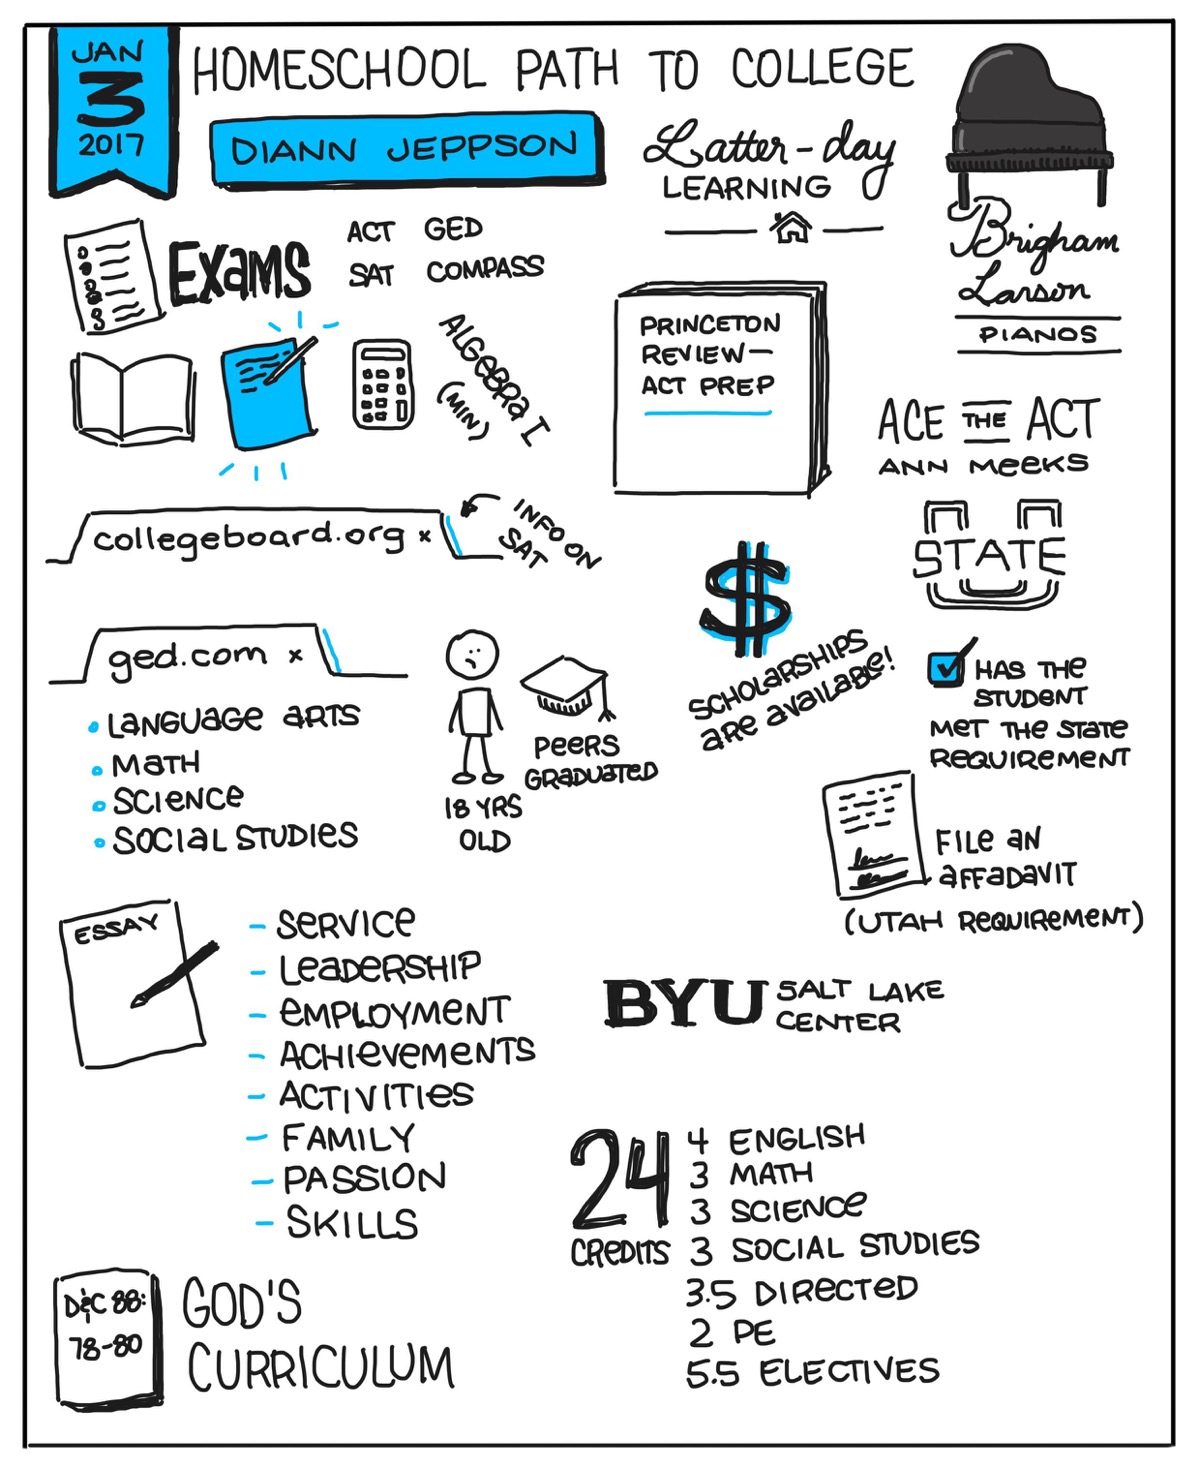 JAN
3
2017
HOMESCHOOL PATH TO COLLEGE
DIANN JEPPSON
Latter-day
LEARNING
Brigham
Larson
PIANOS
EXAMS
ACT GED
SAT COMPASS
ALGEBRA I
(MIN)
PRINCETON
REVIEW—
ACT PREP
ACE THE ACT
ANN MEEKS
collegeboard.org x
INFO ON
SAT
STATE
ged.com x
LANGUAGE ARTS
MATH
SCIENCE
SOCIAL STUDIES
18 YRS
OLD
PEERS
GRADUATED
$
SCHOLARSHIPS
ARE AVAILABLE!
HAS THE
STUDENT
MET THE STATE
REQUIREMENT
FILE AN
AFFADAVIT
(UTAH REQUIREMENT)
ESSAY
- SERVICE
- LEADERSHIP
- EMPLOYMENT
- ACHIEVEMENTS
- ACTIVITIES
- FAMILY
- PASSION
- SKILLS
BYU SALT LAKE
CENTER
24
CREDITS
4 ENGLISH
3 MATH
3 SCIENCE
3 SOCIAL STUDIES
3.5 DIRECTED
2 PE
5.5 ELECTIVES
D&C 88:
78-80
GOD'S
CURRICULUM